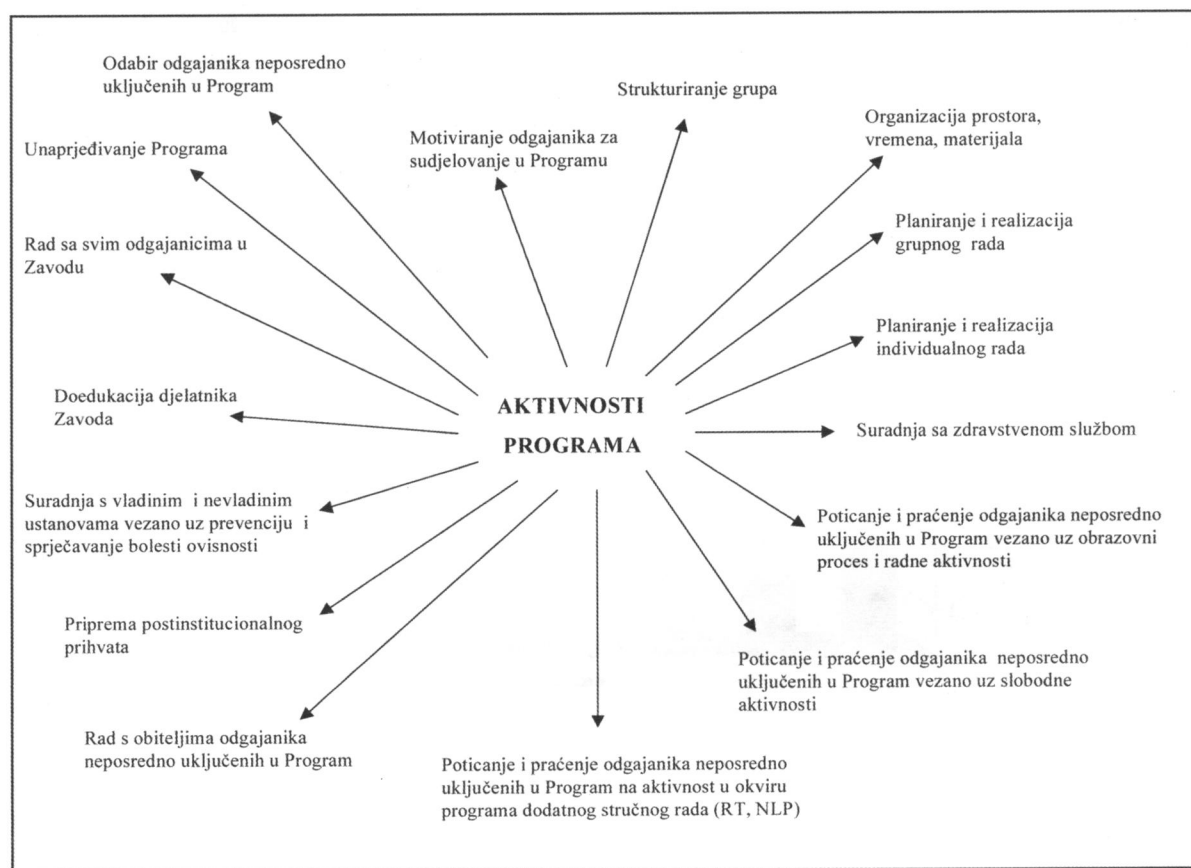 Odabir odgajanika neposredno
uključenih u Program
Strukturiranje grupa
Organizacija prostora,
vremena, materijala
Motiviranje odgajanika za
sudjelovanje u Programu
Unaprjeđivanje Programa
Planiranje i realizacija
grupnog rada
Rad sa svim odgajanicima u
Zavodu
Planiranje i realizacija
individualnog rada
Doedukacija djelatnika
Zavoda
AKTIVNOSTI
PROGRAMA
Suradnja sa zdravstvenom službom
Suradnja s vladinim i nevladinim
ustanovama vezano uz prevenciju i
sprječavanje bolesti ovisnosti
Poticanje i praćenje odgajanika neposredno
uključenih u Program vezano uz obrazovni
proces i radne aktivnosti
Priprema postinstitucionalnog
prihvata
Poticanje i praćenje odgajanika neposredno
uključenih u Program vezano uz slobodne
aktivnosti
Rad s obiteljima odgajanika
neposredno uključenih u Program
Poticanje i praćenje odgajanika neposredno
uključenih u Program na aktivnost u okviru
programa dodatnog stručnog rada (RT, NLP)